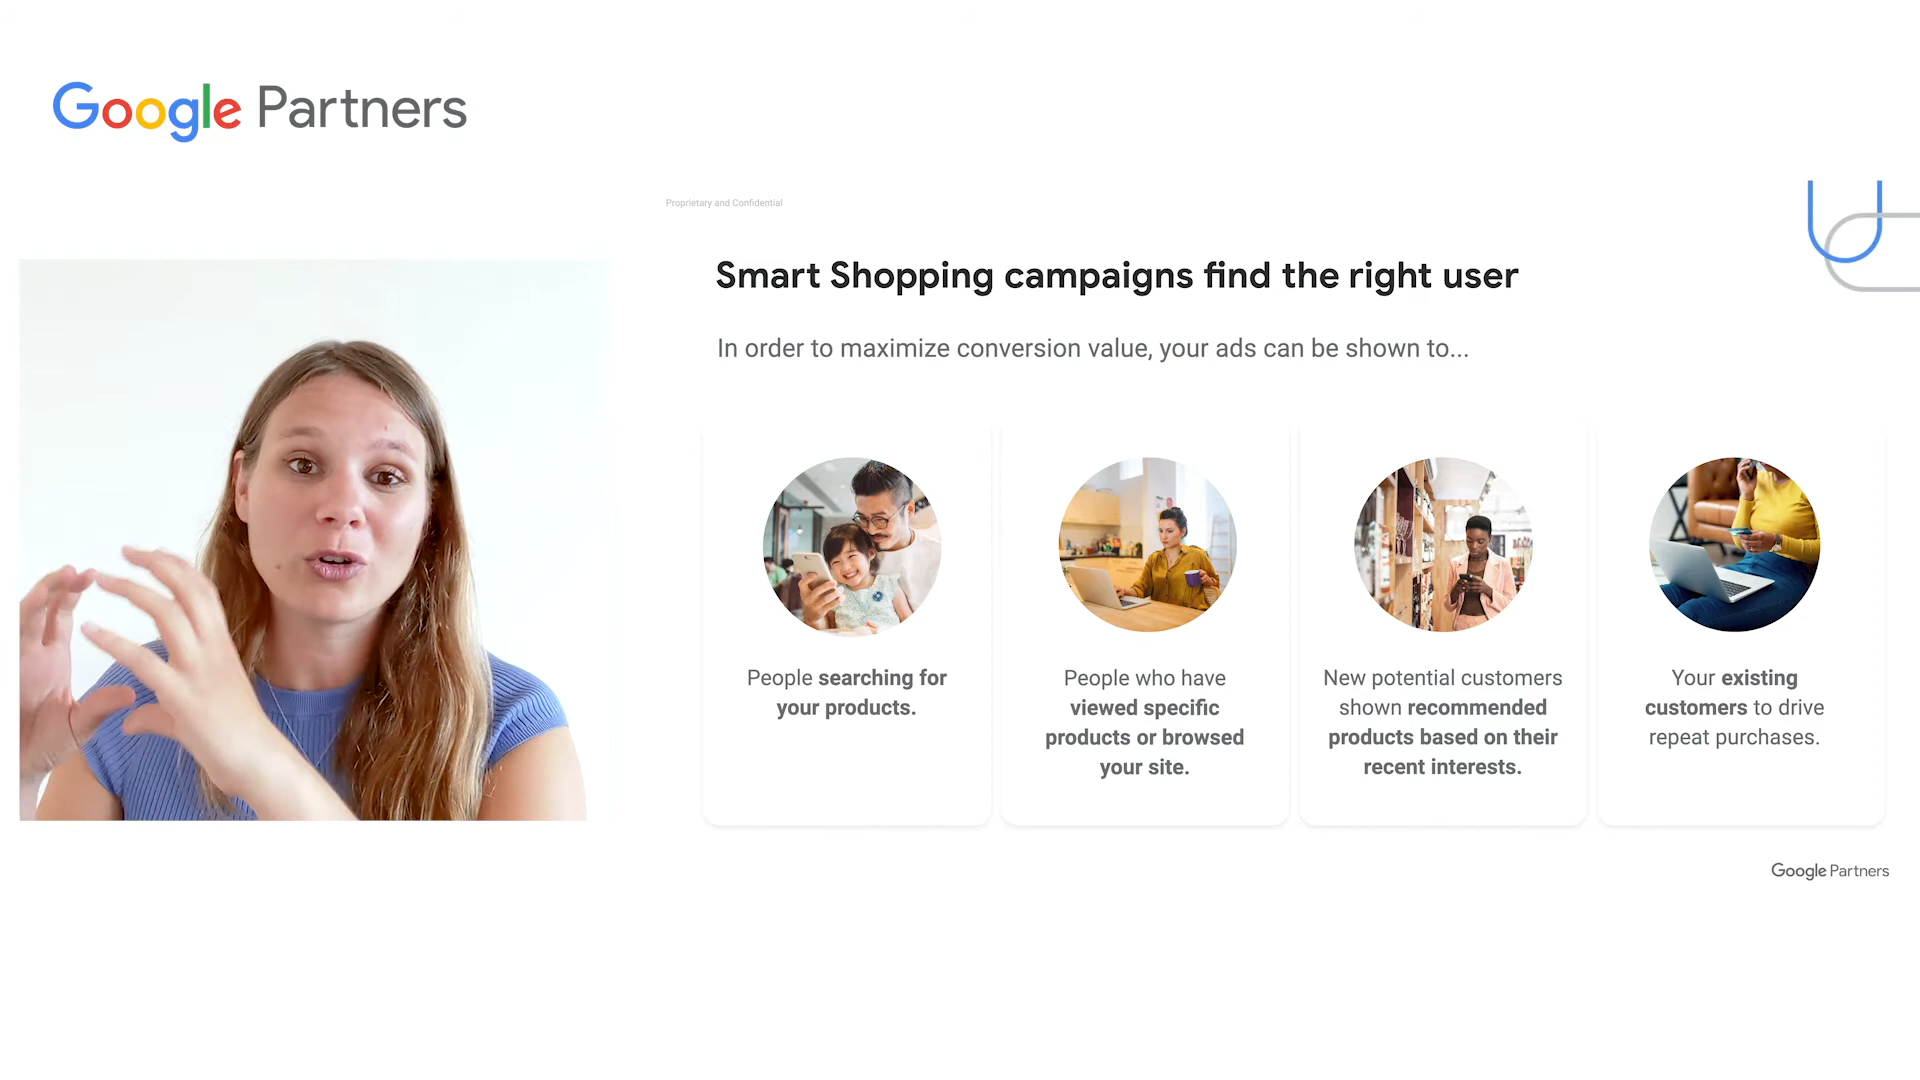 Google Partners
Proprietary and Confidential
Smart Shopping campaigns find the right user
In order to maximize conversion value, your ads can be shown to...
People searching for
your products.
People who have
viewed specific
products or browsed
your site.
New potential customers
shown recommended
products based on their
recent interests.
Your existing
customers to drive
repeat purchases.
Google Partners